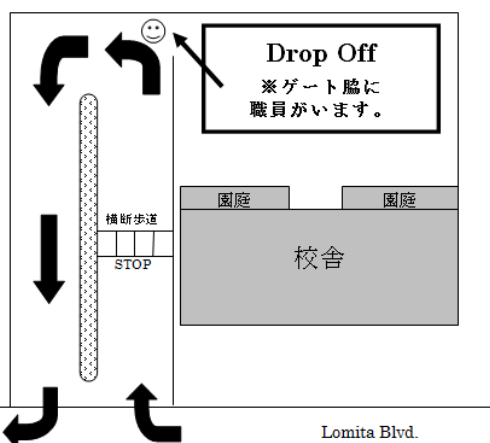 Drop Off
※ゲート脇に
職員がいます。
園庭
園庭
横断歩道
STOP
校舎
Lomita Blvd.